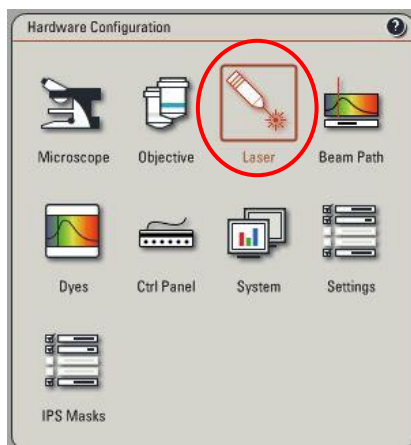 Hardware Configuration ?
Microscope Objective Laser Beam Path
Dyes Ctrl Panel System Settings
IPS Masks